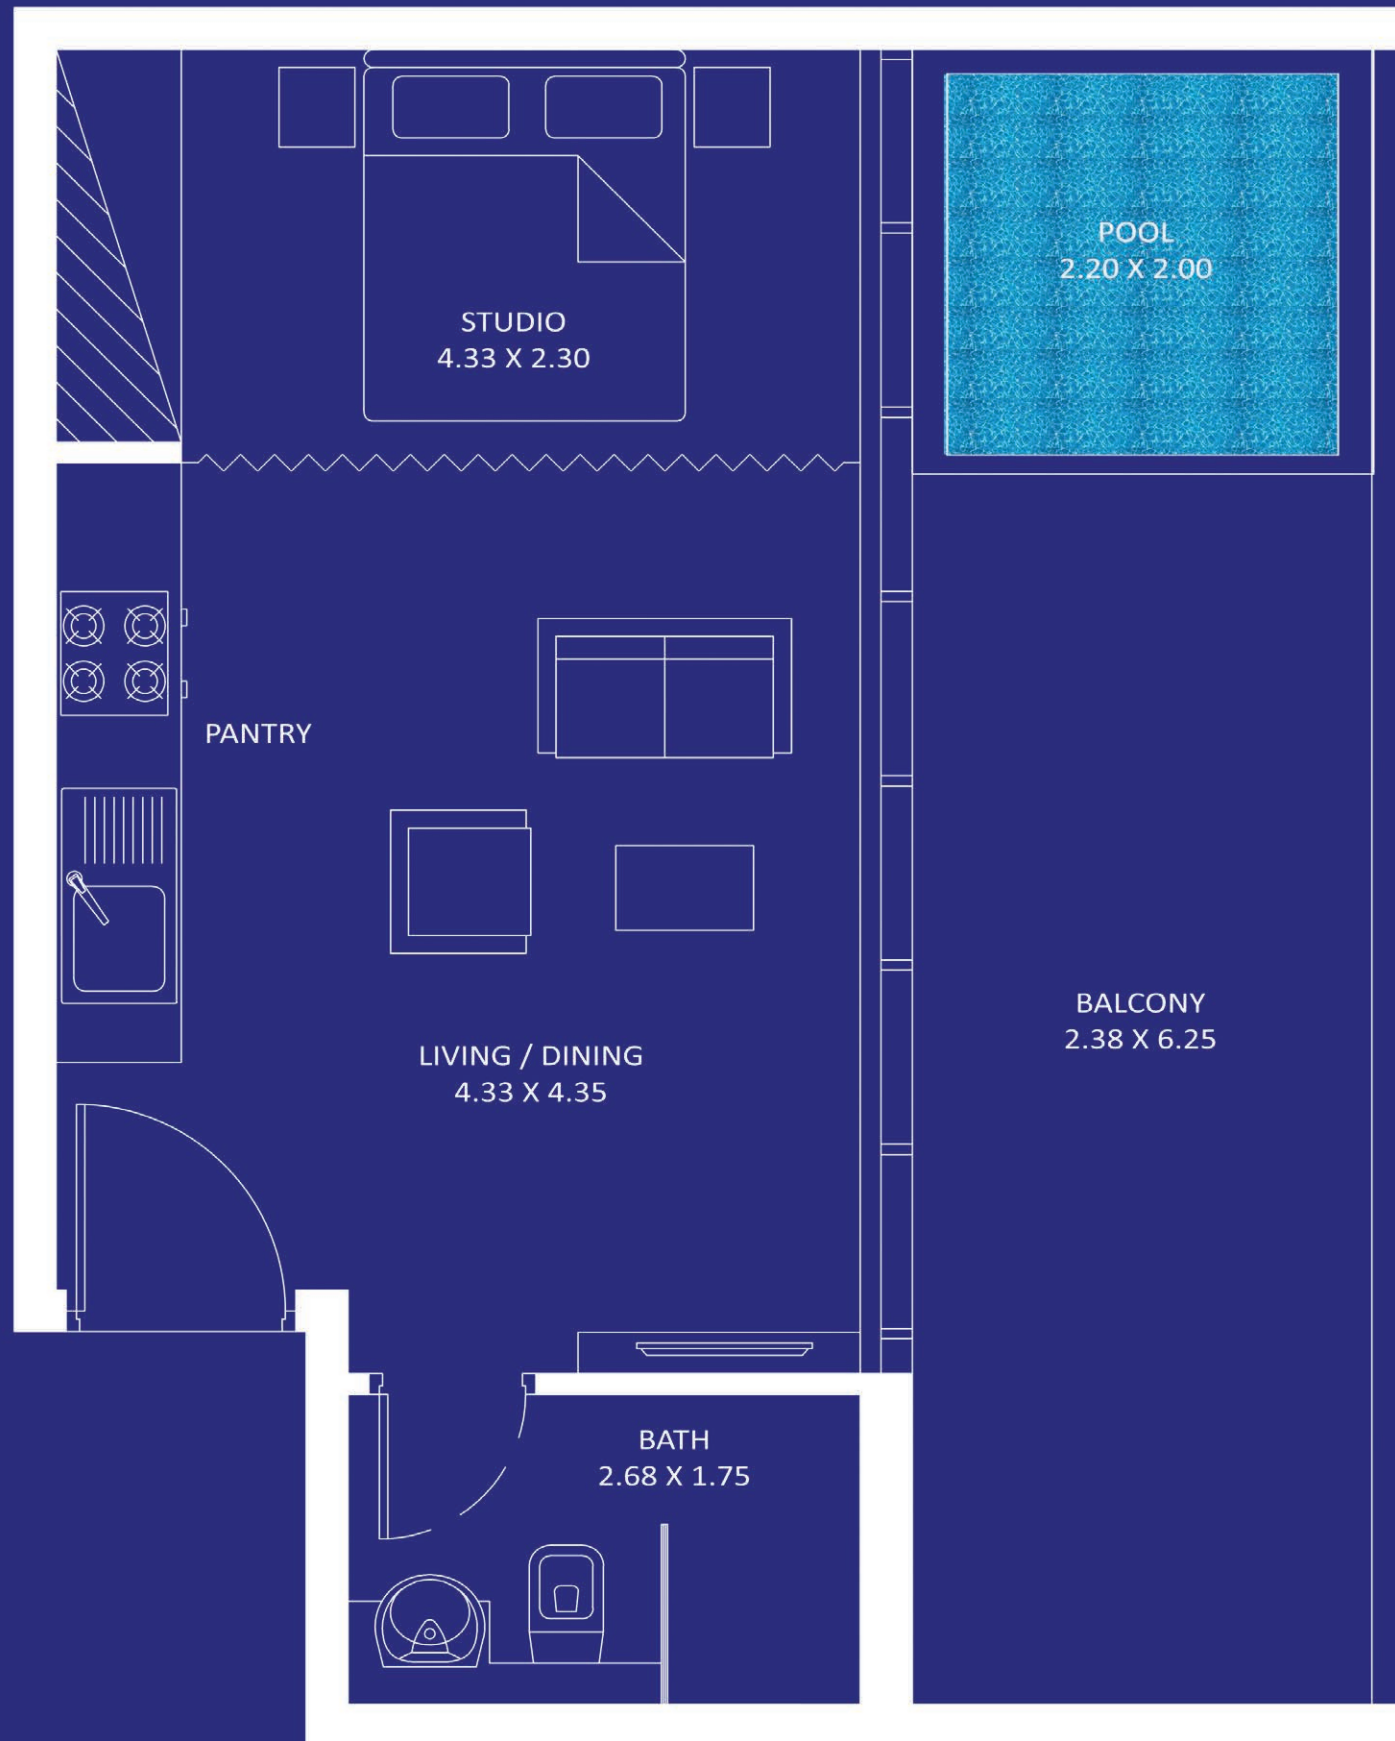 POOL
2.20 X 2.00
STUDIO
4.33 X 2.30
PANTRY
BALCONY
2.38 X 6.25
LIVING / DINING
4.33 X 4.35
BATH
2.68 X 1.75